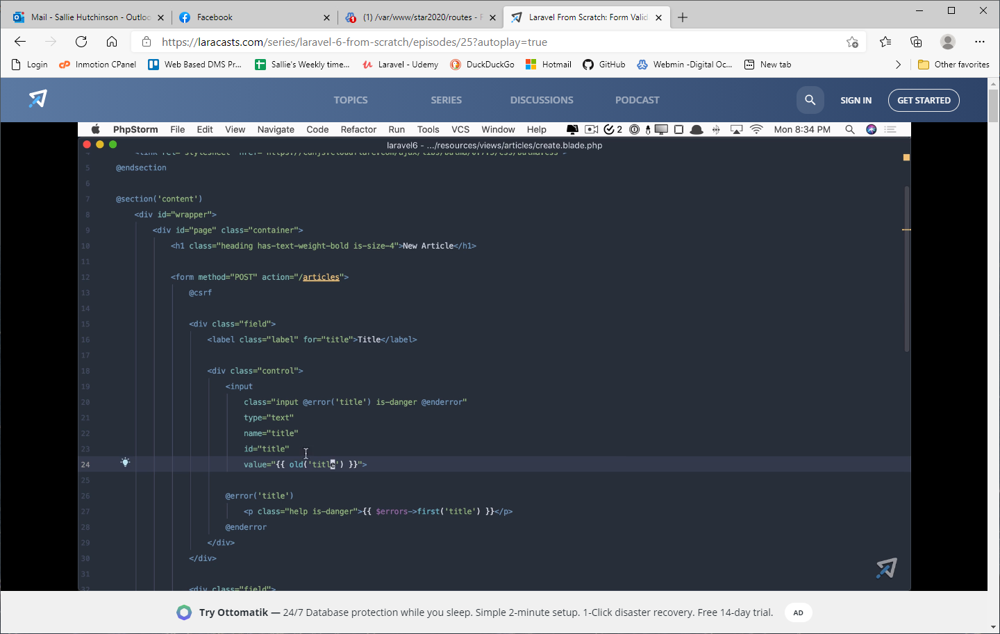 Mail - Sallie Hutchinson - Outloo
Facebook
(1) /var/www/star2020/routes - F
Laravel From Scratch: Form Valid
https://laracasts.com/series/laravel-6-from-scratch/episodes/25?autoplay=true
Login
Inmotion CPanel
Web Based DMS Pr...
Sallie's Weekly time...
Laravel - Udemy
DuckDuckGo
Hotmail
GitHub
Webmin -Digital Oc...
New tab
Other favorites
TOPICS
SERIES
DISCUSSIONS
PODCAST
SIGN IN
GET STARTED
PhpStorm File Edit View Navigate Code Refactor Run Tools VCS Window Help 2 Mon 8:34 PM
laravel6 - .../resources/views/articles/create.blade.php
5 @endsection
6
7 @section('content')
8 <div id="wrapper">
9 <div id="page" class="container">
10 <h1 class="heading has-text-weight-bold is-size-4">New Article</h1>
11
12 <form method="POST" action="/articles">
13 @csrf
14
15 <div class="field">
16 <label class="label" for="title">Title</label>
17
18 <div class="control">
19 <input
20 class="input @error('title') is-danger @enderror"
21 type="text"
22 name="title"
23 id="title"
24 value="{{ old('title') }}">
25
26 @error('title')
27 <p class="help is-danger">{{ $errors->first('title') }}</p>
28 @enderror
29 </div>
30 </div>
31
32 <div class="field">
Try Ottomatik — 24/7 Database protection while you sleep. Simple 2-minute setup. 1-Click disaster recovery. Free 14-day trial.
AD